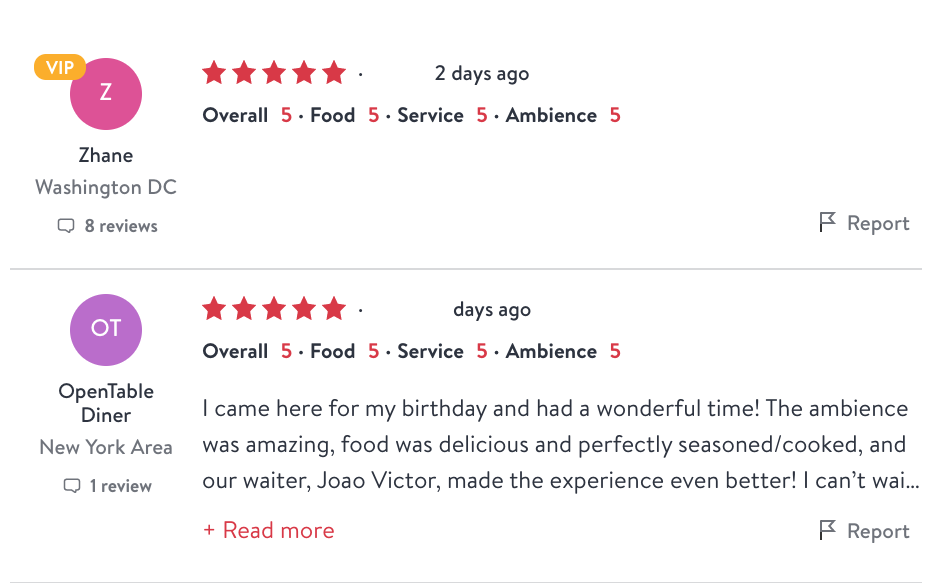 VIP
Z
· 2 days ago
Overall 5 · Food 5 · Service 5 · Ambience 5
Zhane
Washington DC
8 reviews
Report
OT
· days ago
Overall 5 · Food 5 · Service 5 · Ambience 5
OpenTable
Diner
New York Area
1 review
I came here for my birthday and had a wonderful time! The ambience
was amazing, food was delicious and perfectly seasoned/cooked, and
our waiter, Joao Victor, made the experience even better! I can’t wai...
+ Read more
Report